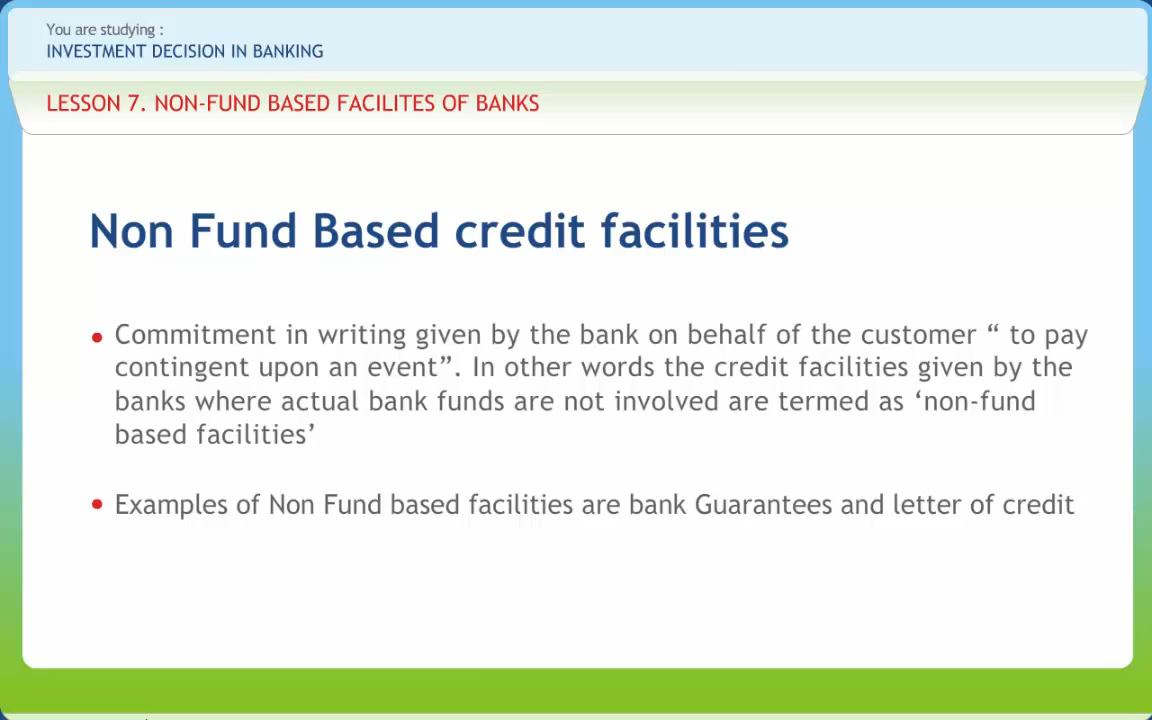 You are studying :
INVESTMENT DECISION IN BANKING
LESSON 7. NON-FUND BASED FACILITES OF BANKS
Non Fund Based credit facilities
• Commitment in writing given by the bank on behalf of the customer “ to pay
contingent upon an event”. In other words the credit facilities given by the
banks where actual bank funds are not involved are termed as ‘non-fund
based facilities’
• Examples of Non Fund based facilities are bank Guarantees and letter of credit